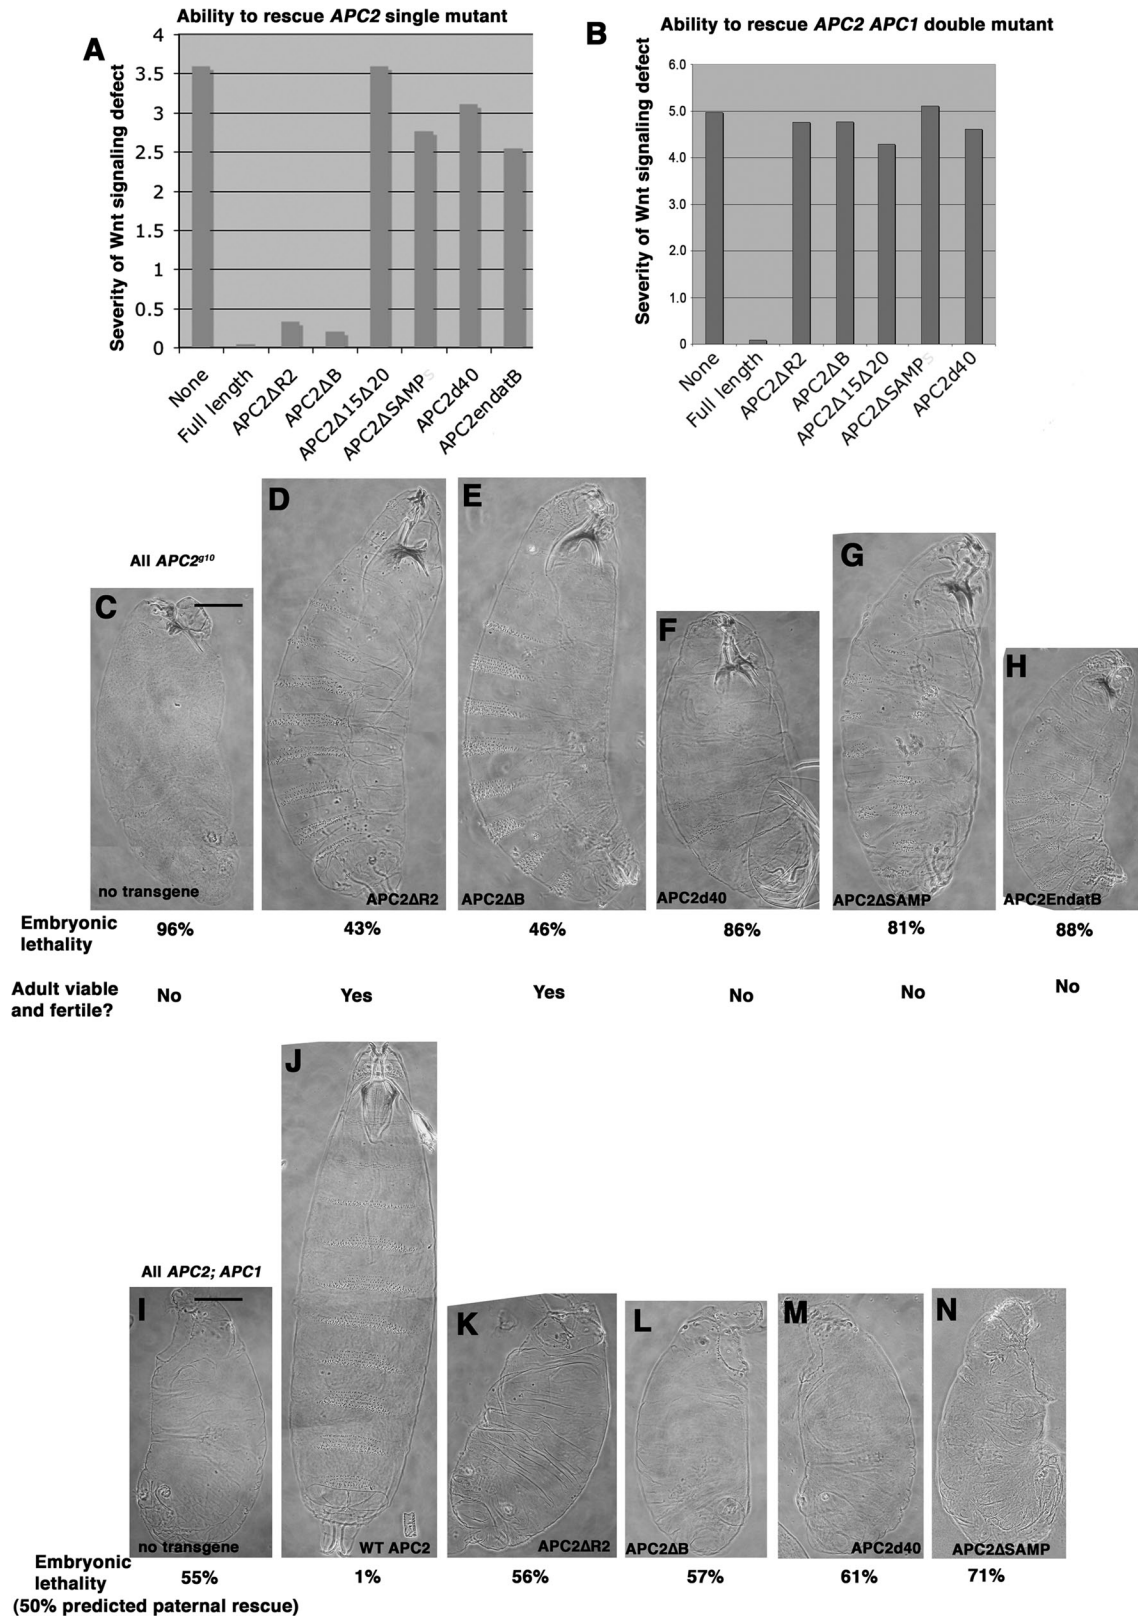 Ability to rescue APC2 single mutant
A
Severity of Wnt signaling defect
4
3.5
3
2.5
2
1.5
1
0.5
0
None
Full length
APC2ΔR2
APC2ΔB
APC2Δ15Δ20
APC2ΔSAMPs
APC2d40
APC2endatB
Ability to rescue APC2 APC1 double mutant
B
Severity of Wnt signaling defect
6.0
5.0
4.0
3.0
2.0
1.0
0
None
Full length
APC2ΔR2
APC2ΔB
APC2Δ15Δ20
APC2ΔSAMPs
APC2d40
All APC2g10
C
no transgene
D
APC2ΔR2
E
APC2ΔB
F
APC2d40
G
APC2ΔSAMP
H
APC2EndatB
Embryonic
lethality
96% 43% 46% 86% 81% 88%
Adult viable
and fertile?
No Yes Yes No No No
All APC2; APC1
I
no transgene
J
WT APC2
K
APC2ΔR2
L
APC2ΔB
M
APC2d40
N
APC2ΔSAMP
Embryonic
lethality
55% 1% 56% 57% 61% 71%
(50% predicted paternal rescue)